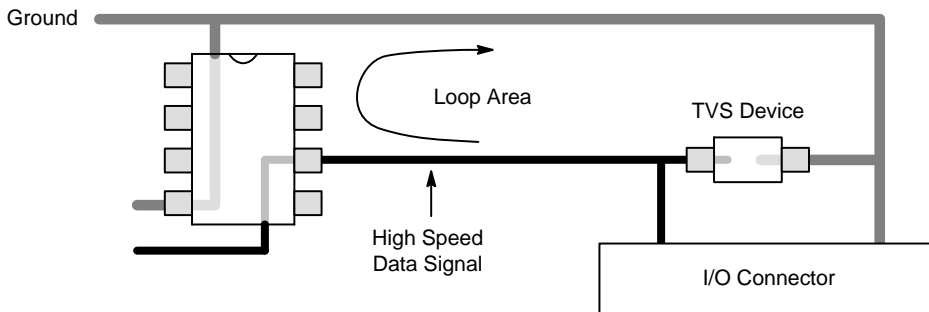 Ground
Loop Area
TVS Device
High Speed
Data Signal
I/O Connector